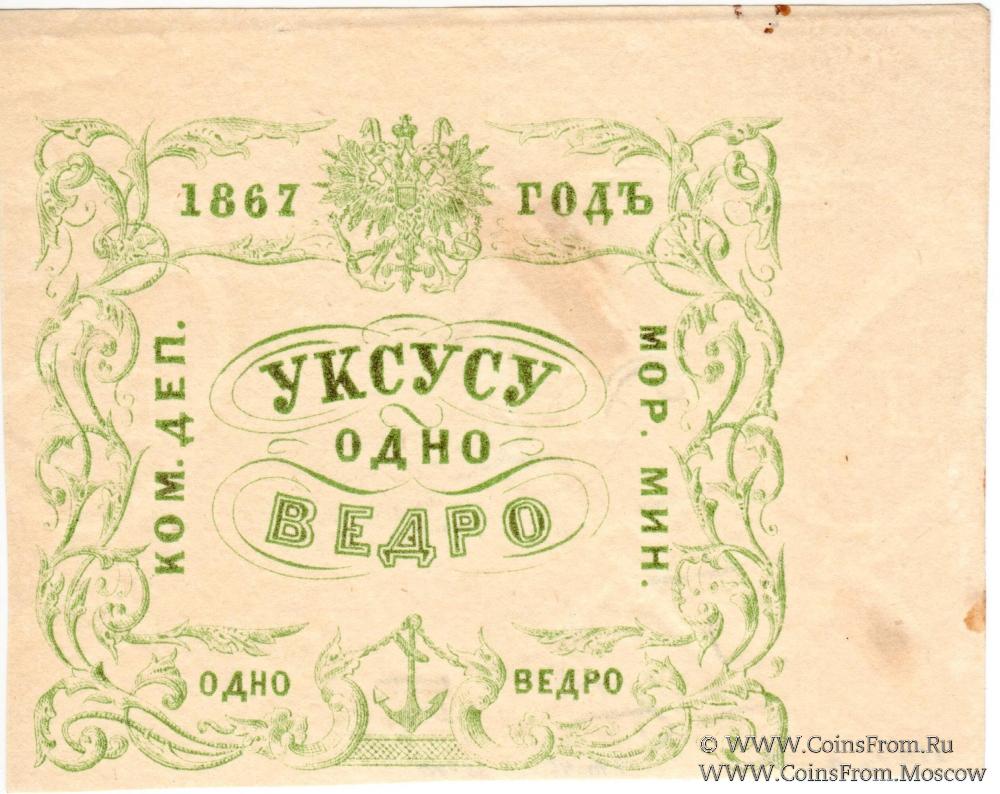 1867 ГОДЪ
КОМ. ДЕП.
УКСУСУ
ОДНО
ВЕДРО
МОР. МИН.
ОДНО ВЕДРО
© WWW.CoinsFrom.Ru
WWW.CoinsFrom.Moscow